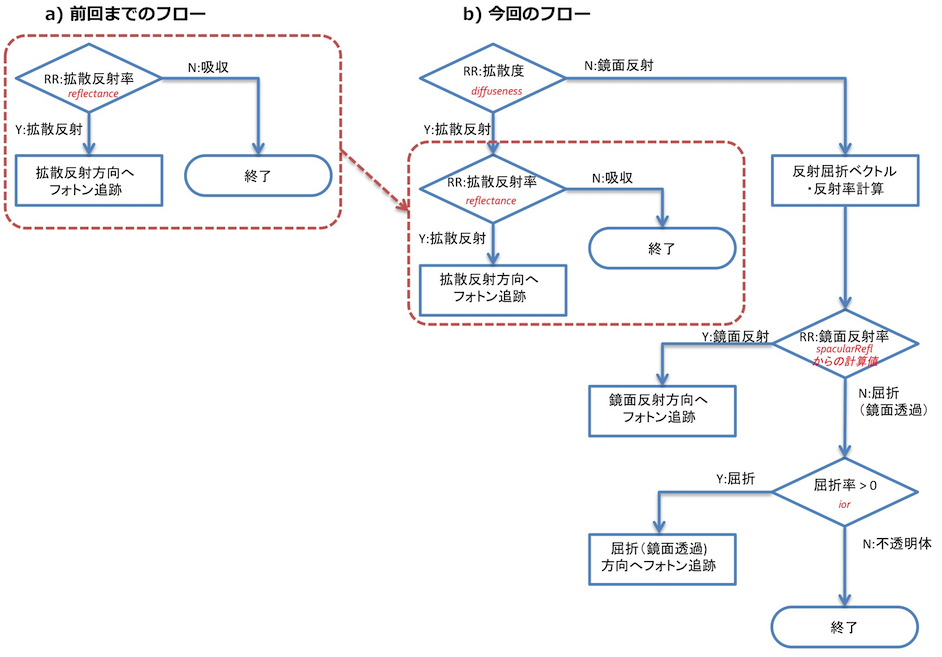 a) 前回までのフロー
RR:拡散反射率
reflectance
N:吸収
Y:拡散反射
拡散反射方向へ
フォトン追跡
終了
b) 今回のフロー
RR:拡散度
diffuseness
N:鏡面反射
Y:拡散反射
RR:拡散反射率
reflectance
N:吸収
Y:拡散反射
拡散反射方向へ
フォトン追跡
終了
反射屈折ベクトル
・反射率計算
RR:鏡面反射率
spacularRefl
からの計算値
Y:鏡面反射
鏡面反射方向へ
フォトン追跡
N:屈折
（鏡面透過）
屈折率＞0
ior
Y:屈折
屈折（鏡面透過）
方向へフォトン追跡
N:不透明体
終了